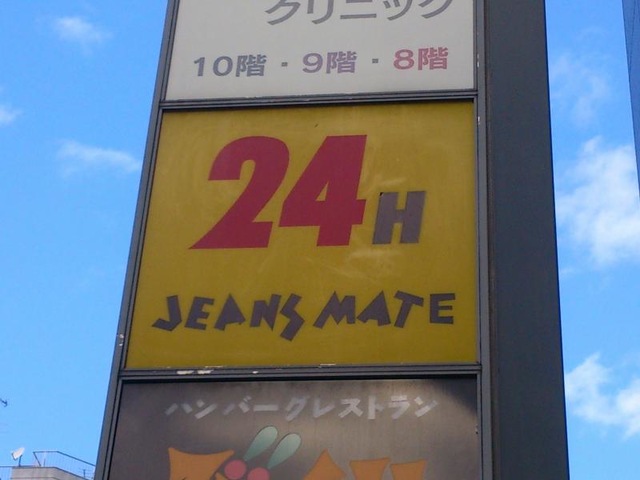 クリニック
10階・9階・8階
24H
JEANS MATE
ハンバーグレストラン